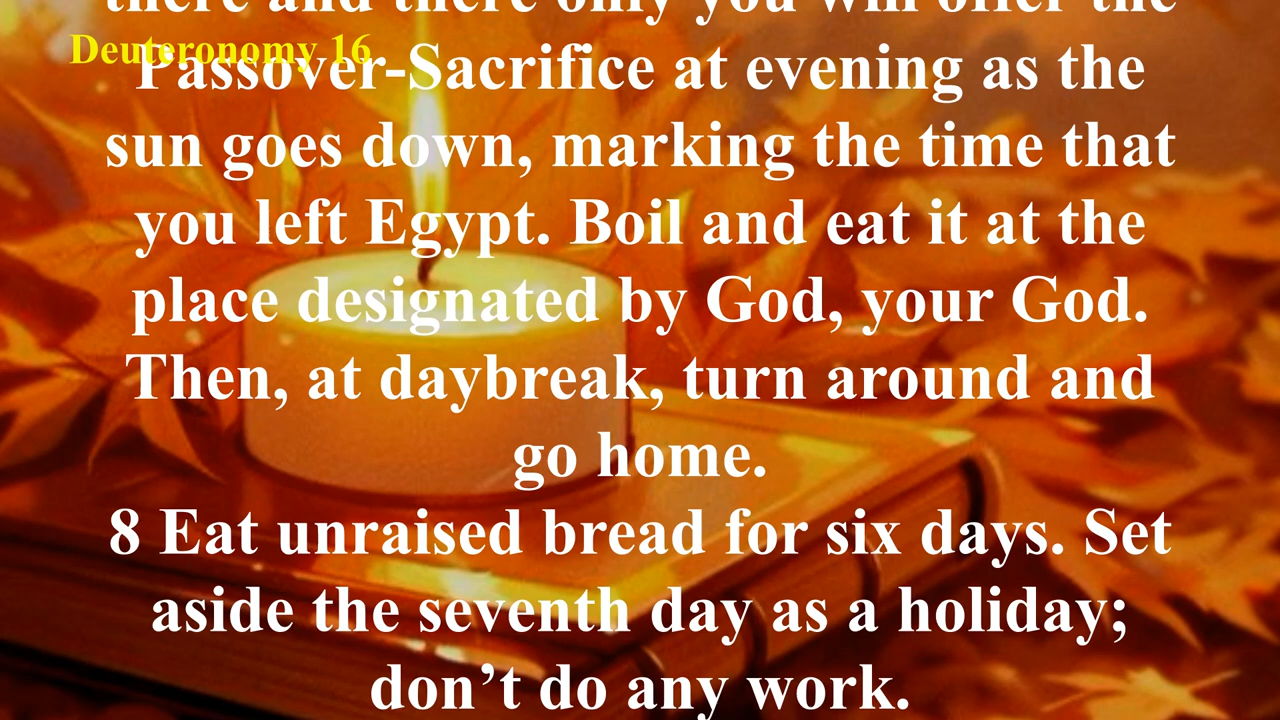 there and there only you will offer the
Deuteronomy 16
Passover-Sacrifice at evening as the
sun goes down, marking the time that
you left Egypt. Boil and eat it at the
place designated by God, your God.
Then, at daybreak, turn around and
go home.
8 Eat unraised bread for six days. Set
aside the seventh day as a holiday;
don’t do any work.